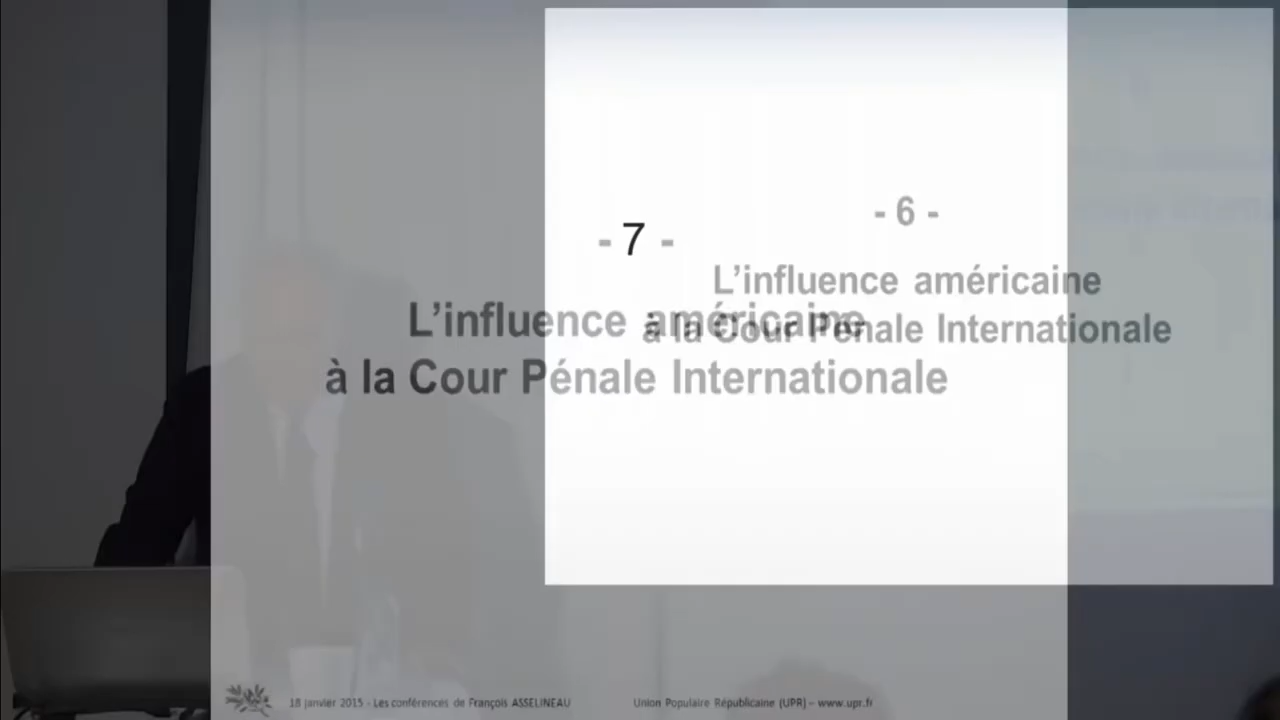 - 6 -
L’influence américaine
à la Cour Pénale Internationale
- 7 -
L’influence américaine
à la Cour Pénale Internationale
18 janvier 2015 - Les conférences de François ASSELINEAU
Union Populaire Républicaine (UPR) – www.upr.fr